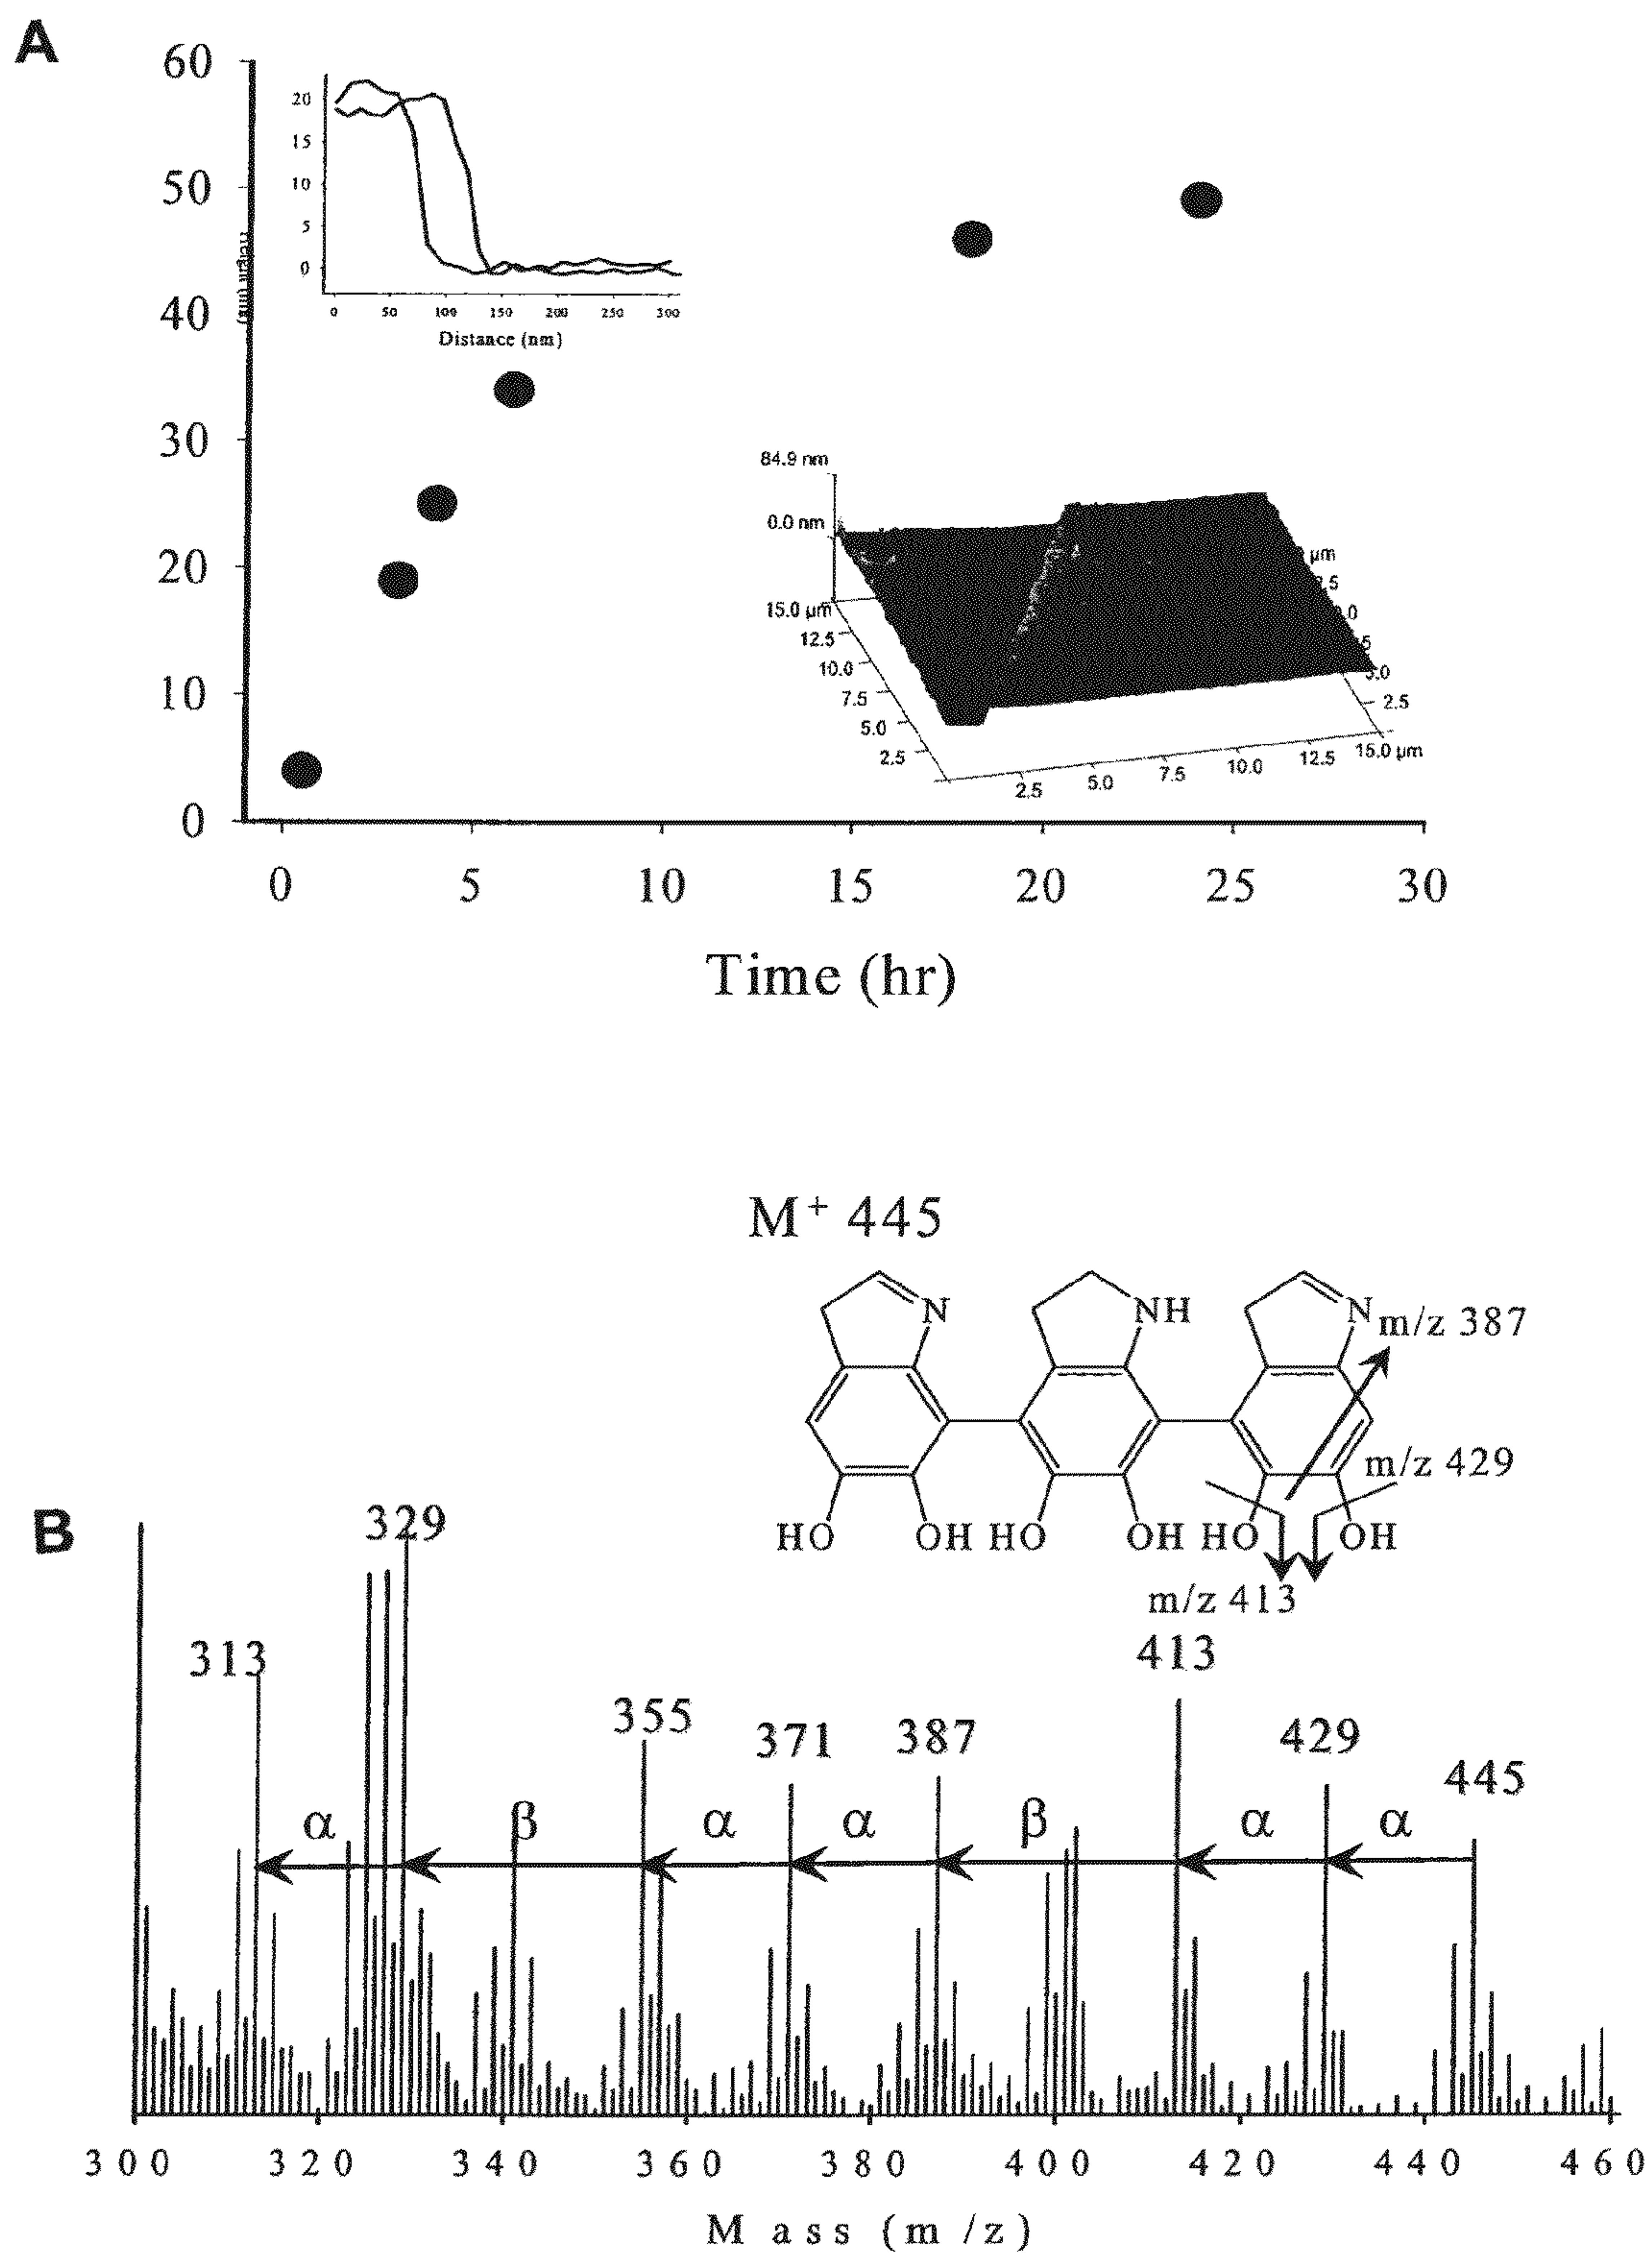 A
60
50
40
30
20
10
0
0 5 10 15 20 25 30
Time (hr)
20
15
10
5
0
0 50 100 150 200 250 300
Distance (nm)
84.9 nm
0.0 nm
15.0 µm
12.5
10.0
7.5
5.0
2.5
2.5 5.0 7.5 10.0 12.5 15.0 µm
2.5
µm
M+ 445
N NH N
m/z 387
m/z 429
HO OH HO OH HO OH
m/z 413
B
329
313
413
355 371 387 429 445
α β α α β α α
300 320 340 360 380 400 420 440 460
Mass (m/z)